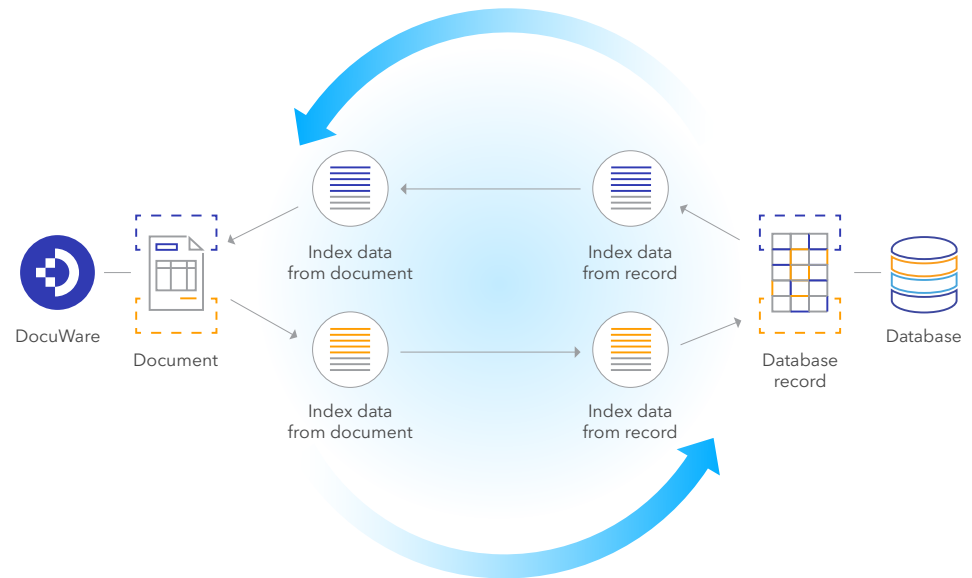 Index data
from document
Index data
from record
DocuWare
Document
Database
record
Database
Index data
from document
Index data
from record